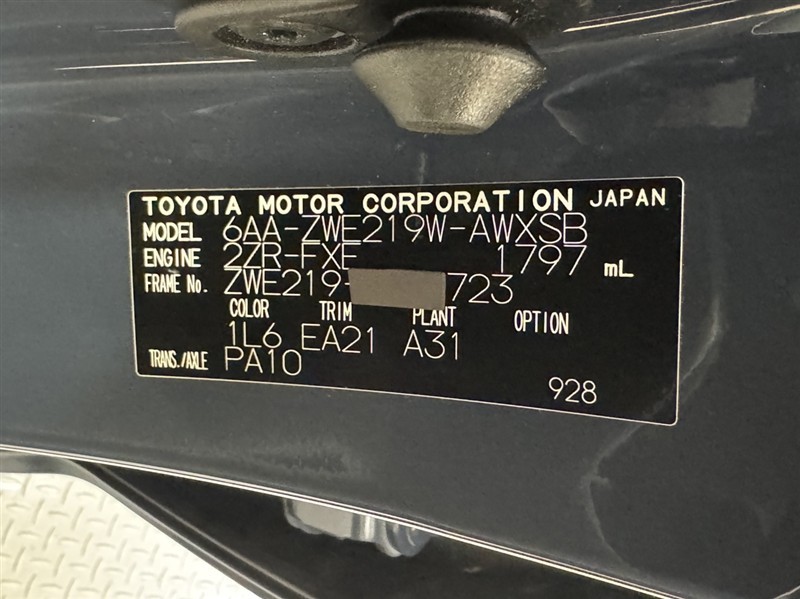 TOYOTA MOTOR CORPORATION JAPAN
MODEL 6AA-ZWE219W-AWXSB
ENGINE 2ZR-FXE 1797 mL
FRAME No. ZWE219- 723
COLOR TRIM PLANT OPTION
1L6 EA21 A31
TRANS./AXLE PA10
928